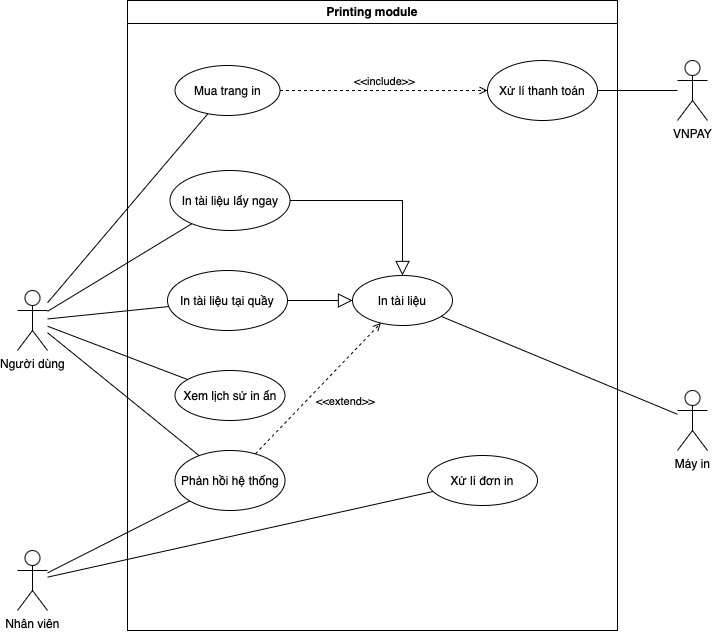 Printing module
Mua trang in
<<include>>
Xử lí thanh toán
VNPAY
In tài liệu lấy ngay
In tài liệu tại quầy
In tài liệu
Người dùng
Xem lịch sử in ấn
<<extend>>
Phản hồi hệ thống
Xử lí đơn in
Máy in
Nhân viên